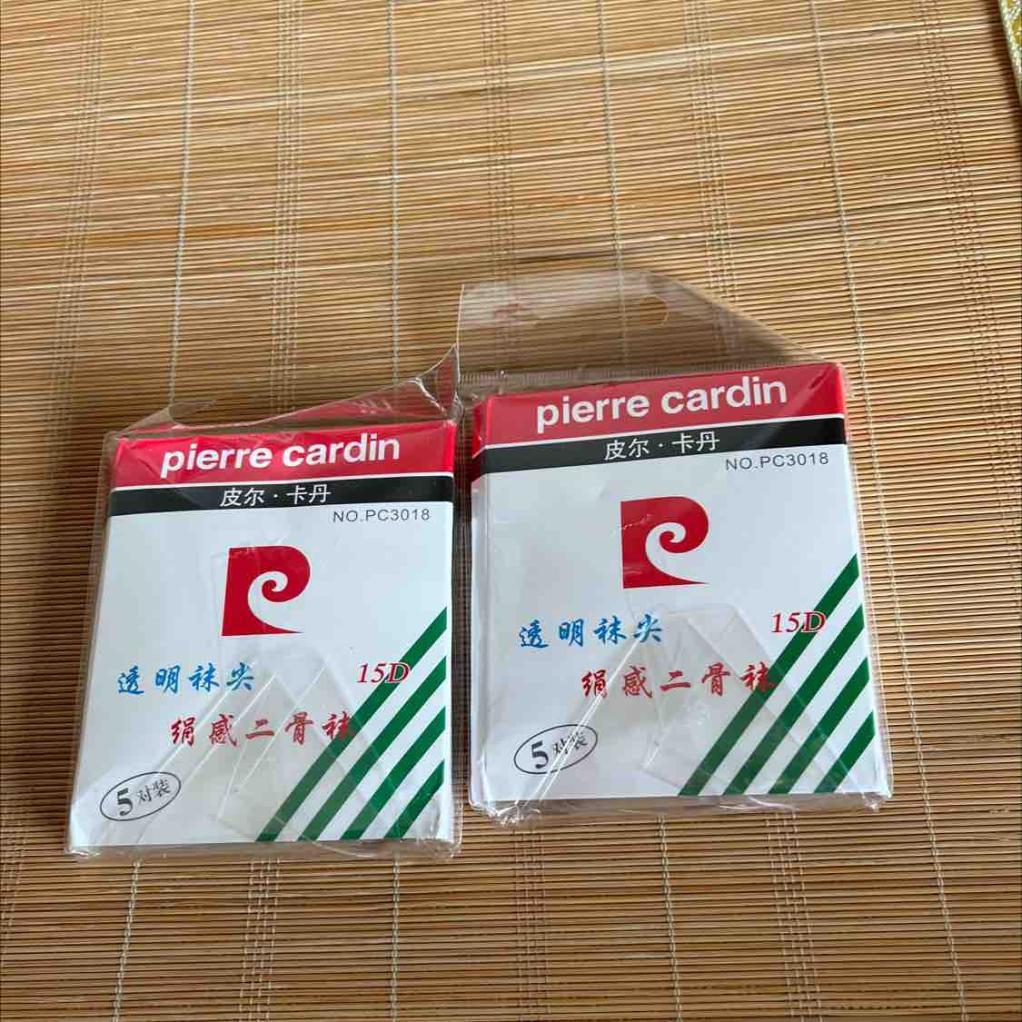 pierre cardin
皮尔·卡丹
NO.PC3018
透明袜尖
15D
绢感二骨袜
5对装
pierre cardin
皮尔·卡丹
NO.PC3018
透明袜尖
15D
绢感二骨袜
5对装